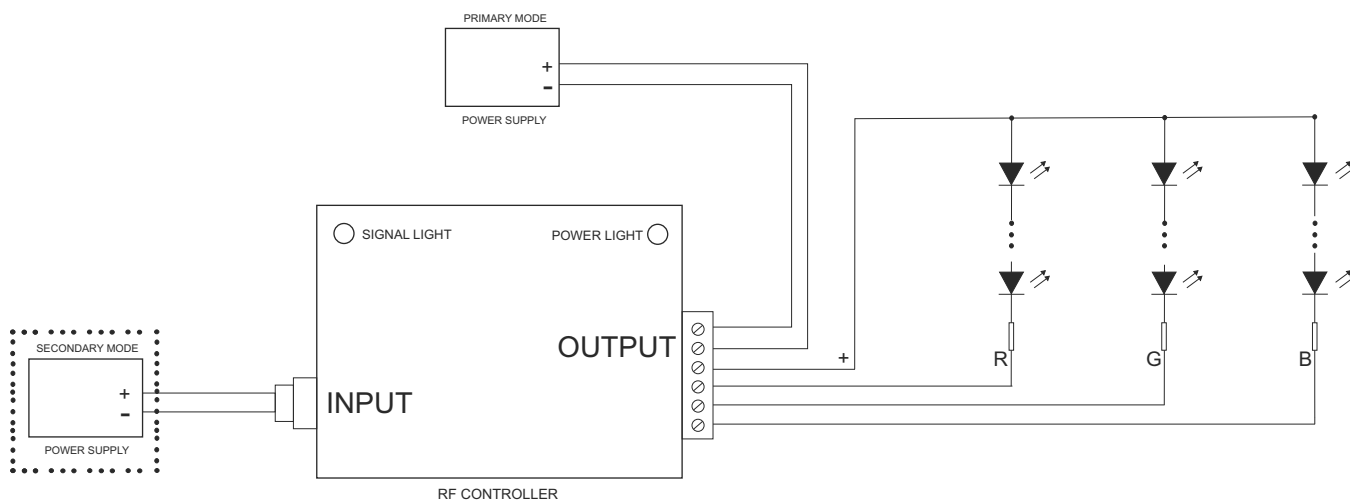 PRIMARY MODE
+
-
POWER SUPPLY
SIGNAL LIGHT
POWER LIGHT
OUTPUT
+
R
G
B
SECONDARY MODE
+
-
POWER SUPPLY
INPUT
RF CONTROLLER